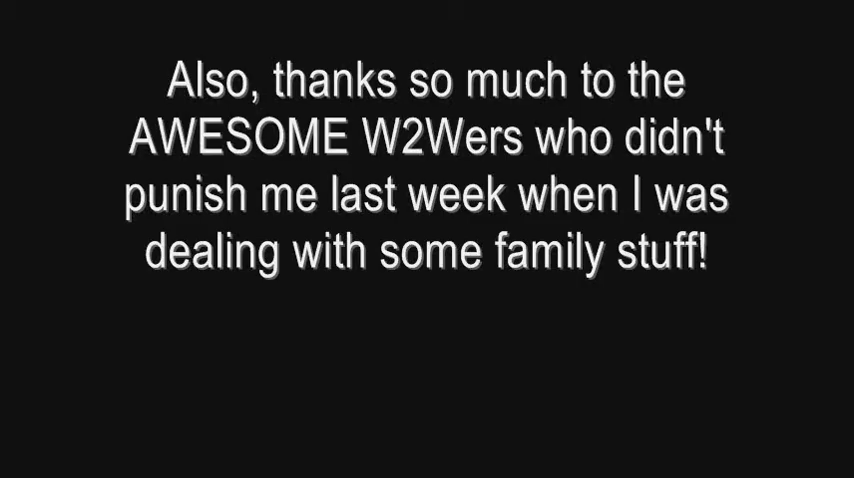 Also, thanks so much to the
AWESOME W2Wers who didn't
punish me last week when I was
dealing with some family stuff!